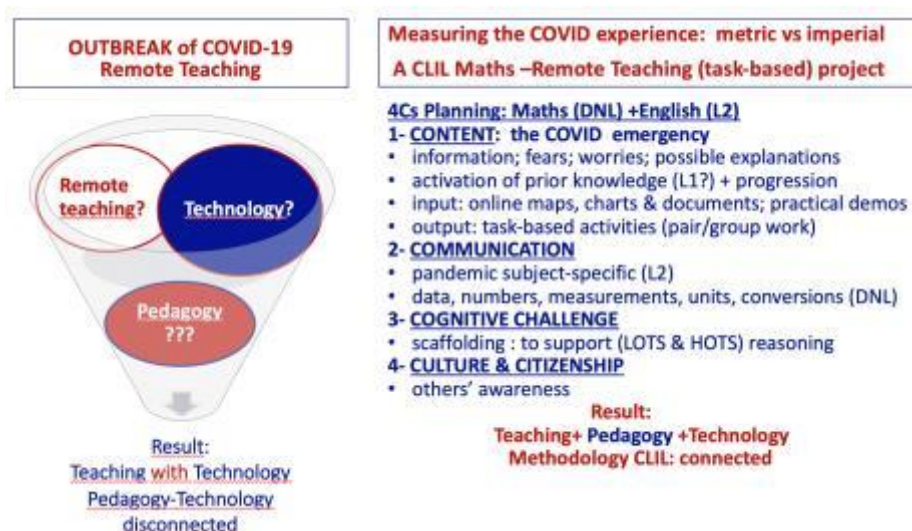 OUTBREAK of COVID-19
Remote Teaching
Remote
teaching?
Technology?
Pedagogy
???
Result:
Teaching with Technology
Pedagogy-Technology
disconnected
Measuring the COVID experience: metric vs imperial
A CLIL Maths –Remote Teaching (task-based) project
4Cs Planning: Maths (DNL) +English (L2)
1- CONTENT: the COVID emergency
• information; fears; worries; possible explanations
• activation of prior knowledge (L1?) + progression
• input: online maps, charts & documents; practical demos
• output: task-based activities (pair/group work)
2- COMMUNICATION
• pandemic subject-specific (L2)
• data, numbers, measurements, units, conversions (DNL)
3- COGNITIVE CHALLENGE
• scaffolding : to support (LOTS & HOTS) reasoning
4- CULTURE & CITIZENSHIP
• others’ awareness
Result:
Teaching+ Pedagogy +Technology
Methodology CLIL: connected